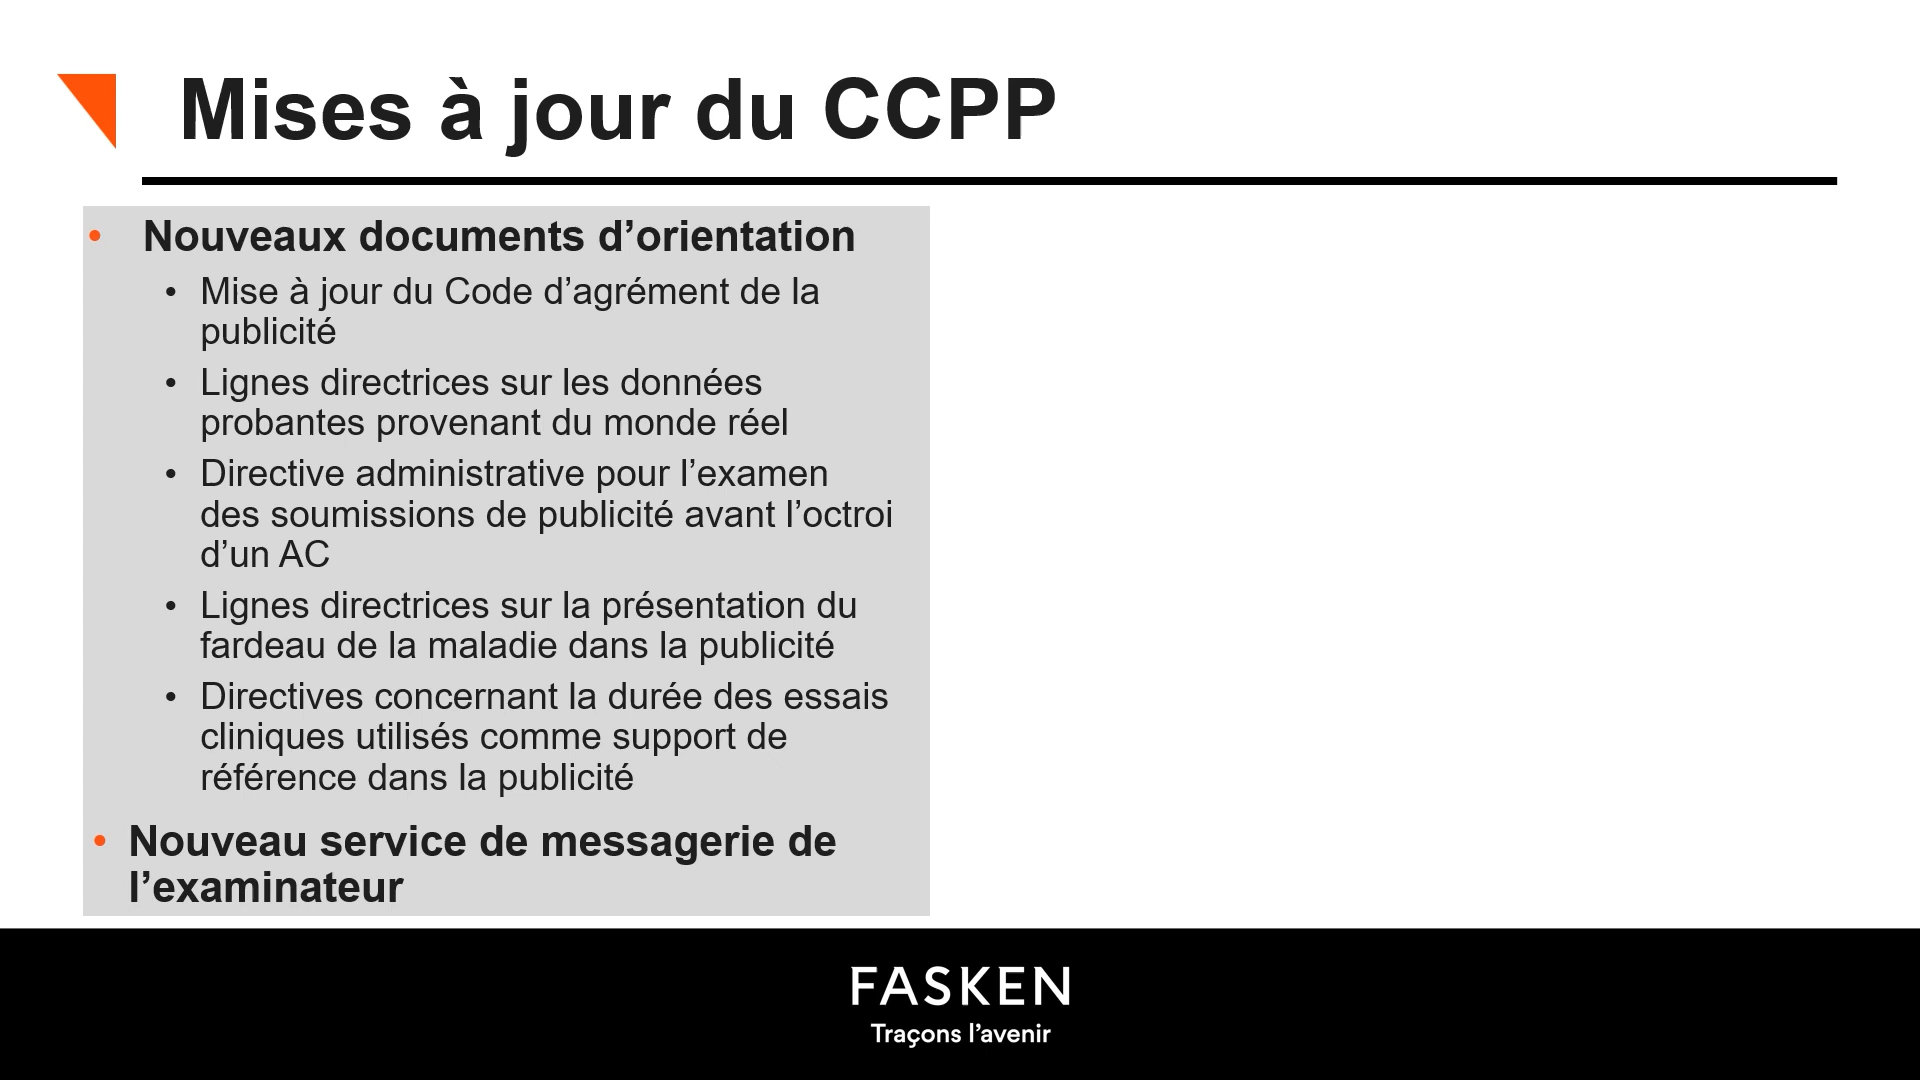 Mises à jour du CCPP
• Nouveaux documents d’orientation
• Mise à jour du Code d’agrément de la
publicité
• Lignes directrices sur les données
probantes provenant du monde réel
• Directive administrative pour l’examen
des soumissions de publicité avant l’octroi
d’un AC
• Lignes directrices sur la présentation du
fardeau de la maladie dans la publicité
• Directives concernant la durée des essais
cliniques utilisés comme support de
référence dans la publicité
• Nouveau service de messagerie de
l’examinateur
FASKEN
Traçons l’avenir